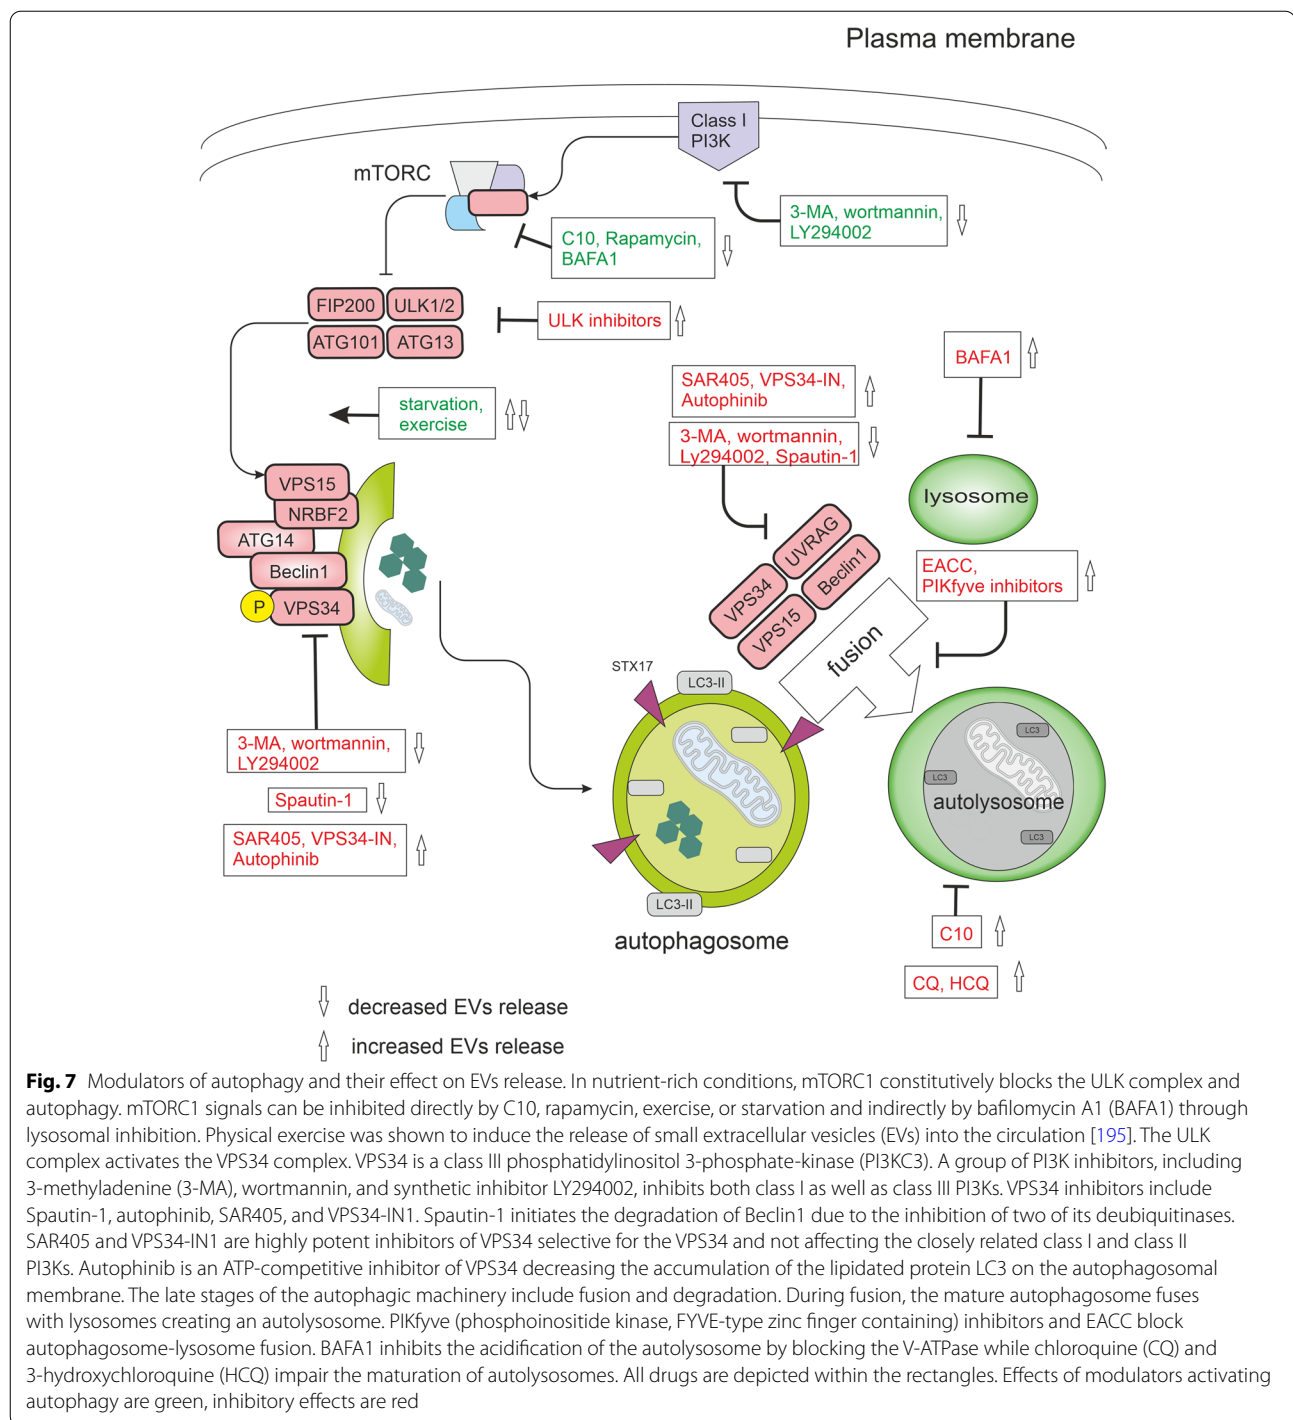 Plasma membrane
Class I
PI3K
mTORC
3-MA, wortmannin,
LY294002
C10, Rapamycin,
BAFA1
FIP200
ULK1/2
ATG101
ATG13
ULK inhibitors
BAFA1
SAR405, VPS34-IN,
Autophinib
starvation,
exercise
3-MA, wortmannin,
Ly294002, Spautin-1
VPS15
NRBF2
ATG14
Beclin1
P
VPS34
lysosome
UVRAG
Beclin1
VPS34
VPS15
EACC,
PIKfyve inhibitors
fusion
STX17
LC3-II
3-MA, wortmannin,
LY294002
Spautin-1
SAR405, VPS34-IN,
Autophinib
LC3
LC3
autolysosome
LC3
LC3-II
autophagosome
C10
CQ, HCQ
decreased EVs release
increased EVs release
Fig. 7 Modulators of autophagy and their effect on EVs release. In nutrient-rich conditions, mTORC1 constitutively blocks the ULK complex and
autophagy. mTORC1 signals can be inhibited directly by C10, rapamycin, exercise, or starvation and indirectly by bafilomycin A1 (BAFA1) through
lysosomal inhibition. Physical exercise was shown to induce the release of small extracellular vesicles (EVs) into the circulation [195]. The ULK
complex activates the VPS34 complex. VPS34 is a class III phosphatidylinositol 3-phosphate-kinase (PI3KC3). A group of PI3K inhibitors, including
3-methyladenine (3-MA), wortmannin, and synthetic inhibitor LY294002, inhibits both class I as well as class III PI3Ks. VPS34 inhibitors include
Spautin-1, autophinib, SAR405, and VPS34-IN1. Spautin-1 initiates the degradation of Beclin1 due to the inhibition of two of its deubiquitinases.
SAR405 and VPS34-IN1 are highly potent inhibitors of VPS34 selective for the VPS34 and not affecting the closely related class I and class II
PI3Ks. Autophinib is an ATP-competitive inhibitor of VPS34 decreasing the accumulation of the lipidated protein LC3 on the autophagosomal
membrane. The late stages of the autophagic machinery include fusion and degradation. During fusion, the mature autophagosome fuses
with lysosomes creating an autolysosome. PIKfyve (phosphoinositide kinase, FYVE-type zinc finger containing) inhibitors and EACC block
autophagosome-lysosome fusion. BAFA1 inhibits the acidification of the autolysosome by blocking the V-ATPase while chloroquine (CQ) and
3-hydroxychloroquine (HCQ) impair the maturation of autolysosomes. All drugs are depicted within the rectangles. Effects of modulators activating
autophagy are green, inhibitory effects are red